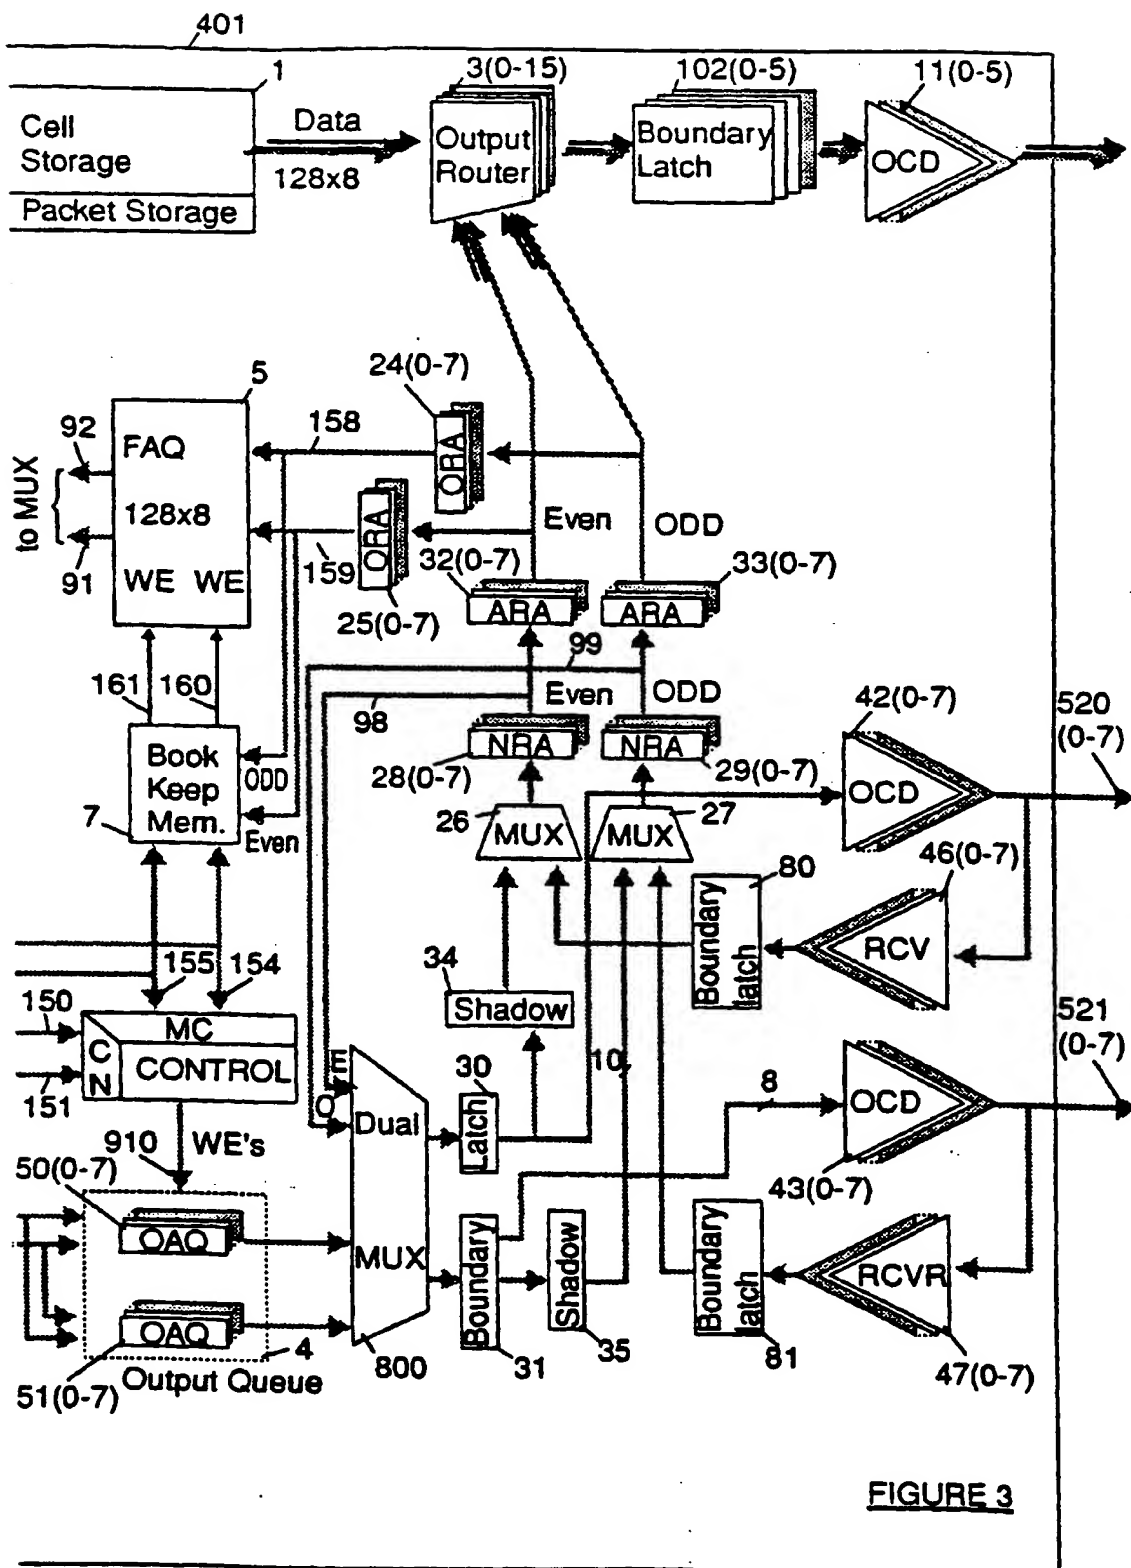 401
1
3(0-15)
102(0-5)
11(0-5)
Cell
Storage
Packet Storage
Data
128x8
Output
Router
Boundary
Latch
OCD
24(0-7)
5
158
92
to MUX
91
FAQ
128x8
WE WE
ORA
ORA
159
25(0-7)
Even
ODD
32(0-7)
33(0-7)
ARA
ARA
99
161
160
98
Even
ODD
NRA
NRA
28(0-7)
29(0-7)
42(0-7)
520
(0-7)
OCD
Book
Keep
Mem.
ODD
Even
7
26
27
MUX
MUX
80
46(0-7)
Boundary
latch
RCV
155
154
34
Shadow
150
151
MC
C
N
CONTROL
521
(0-7)
E
O
30
10
8
Dual
MUX
Latch
OCD
43(0-7)
910
WE's
50(0-7)
OAQ
OAQ
51(0-7)
4
Output Queue
800
Boundary
31
Shadow
35
Boundary
latch
81
RCVR
47(0-7)
FIGURE 3